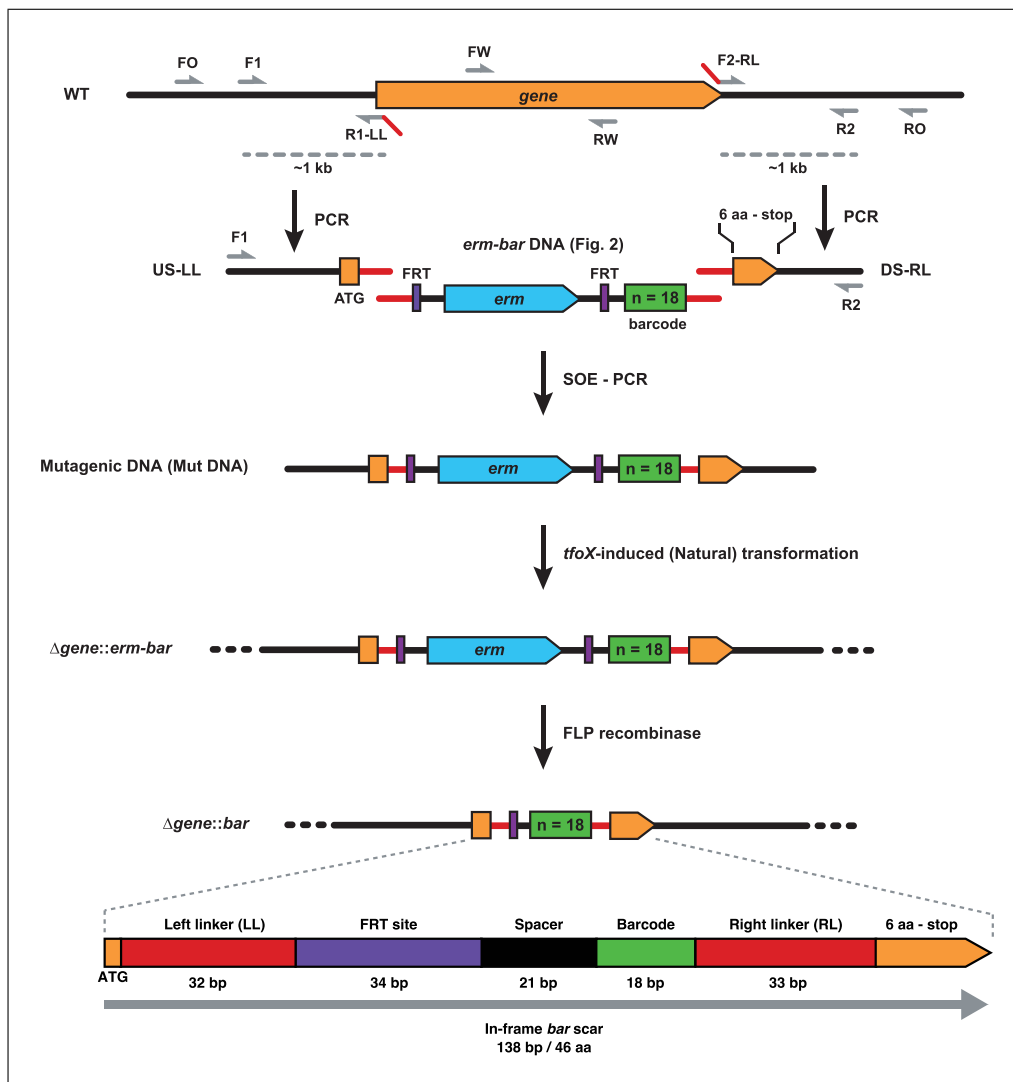 FO F1 FW F2-RL
WT gene
R1-LL RW R2 RO
~1 kb ~1 kb
PCR 6 aa - stop PCR
F1 erm-bar DNA (Fig. 2)
US-LL FRT FRT DS-RL
ATG erm n = 18 R2
barcode
SOE - PCR
Mutagenic DNA (Mut DNA) erm n = 18
tfoX-induced (Natural) transformation
Δgene::erm-bar erm n = 18
FLP recombinase
Δgene::bar n = 18
Left linker (LL) FRT site Spacer Barcode Right linker (RL) 6 aa - stop
ATG 32 bp 34 bp 21 bp 18 bp 33 bp
In-frame bar scar
138 bp / 46 aa